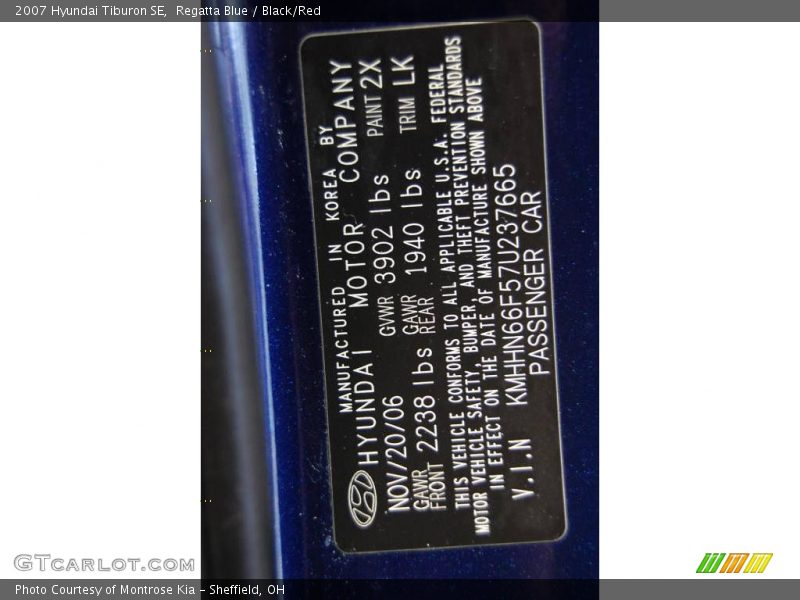 2007 Hyundai Tiburon SE,  Regatta Blue / Black/Red
MANUFACTURED IN KOREA BY
HYUNDAI MOTOR COMPANY
NOV/20/06 GVWR 3902 lbs PAINT 2X
GAWR FRONT 2238 lbs GAWR REAR 1940 lbs TRIM LK
THIS VEHICLE CONFORMS TO ALL APPLICABLE U.S.A. FEDERAL
MOTOR VEHICLE SAFETY, BUMPER, AND THEFT PREVENTION STANDARDS
IN EFFECT ON THE DATE OF MANUFACTURE SHOWN ABOVE
V.I.N KMHHN66F57U237665
PASSENGER CAR
GTcarlot.com
Photo Courtesy of Montrose Kia – Sheffield, OH